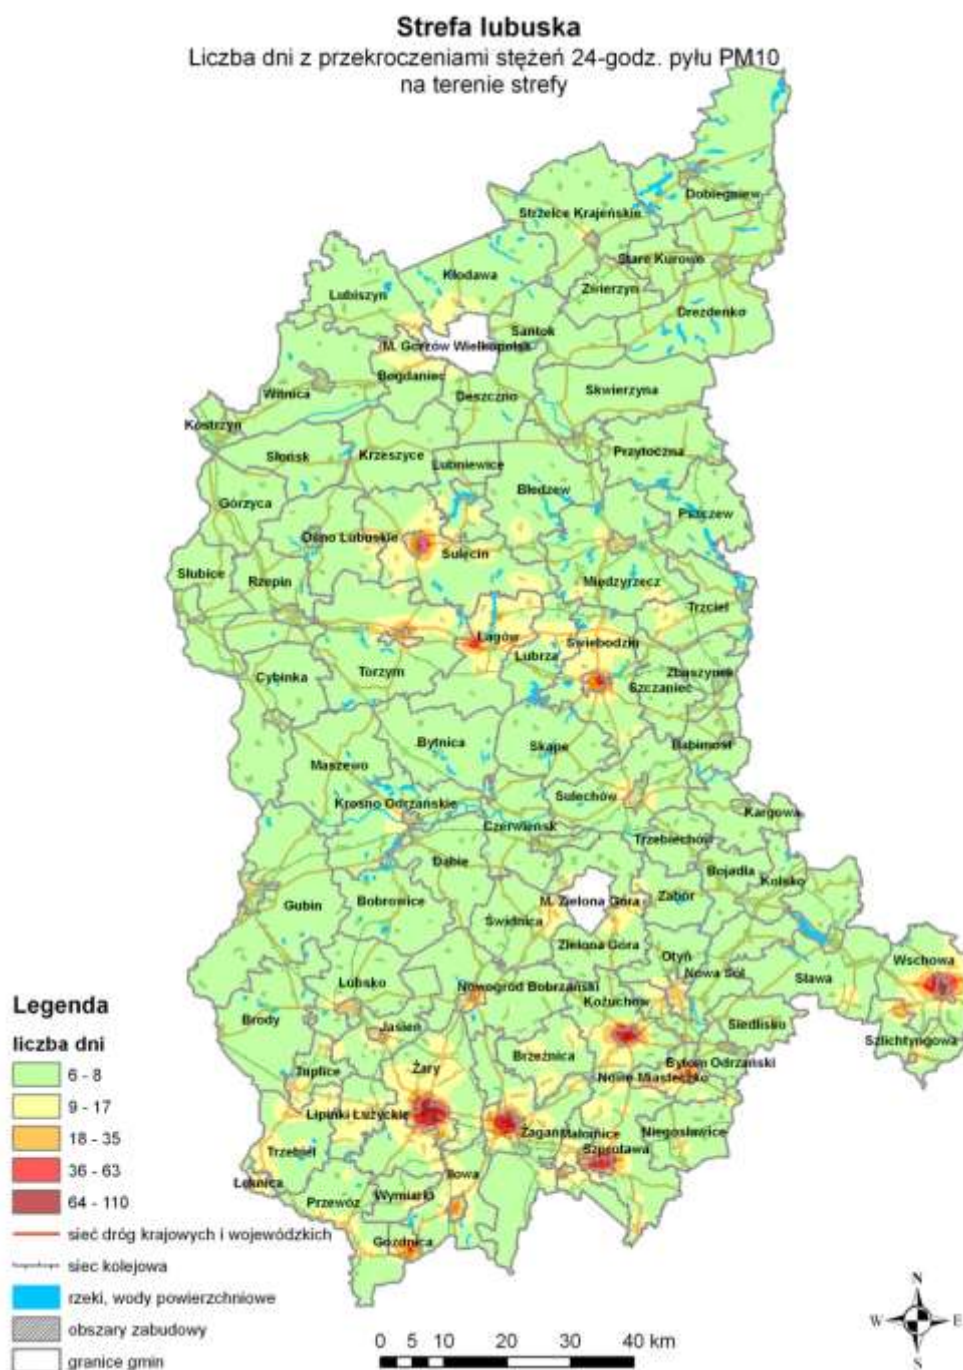 Strefa lubuska
Liczba dni z przekroczeniami stężeń 24-godz. pyłu PM10
na terenie strefy
Dobiegniew
Strzelce Krajeńskie
Stare Kurowo
Kłodawa
Zwierzyn
Lubiszyn
Drezdenko
Santok
M. Gorzów Wielkopolsk
Bogdaniec
Skwierzyna
Witnica
Deszczno
Kostrzyn
Przytoczna
Słońsk
Krzeszyce
Lubniewice
Bledzew
Górzyca
Pszczew
Ośno Lubuskie
Sulęcin
Słubice
Rzepin
Międzyrzecz
Trzciel
Łagów
Świebodzin
Lubrza
Torzym
Zbąszynek
Cybinka
Szczaniec
Bytnica
Skąpe
Babimost
Maszewo
Sulechów
Krosno Odrzańskie
Kargowa
Czerwieńsk
Trzebiechów
Dąbie
Bojadła
Kolsko
Gubin
Bobrowice
M. Zielona Góra
Zabór
Świdnica
Zielona Góra
Otyń
Wschowa
Nowa Sól
Sława
Lubsko
Nowogród Bobrzański
Kożuchów
Brody
Siedlisko
Jasień
Szlichtyngowa
Brzeźnica
Bytom Odrzański
Tuplice
Żary
Nowe Miasteczko
Lipinki Łużyckie
Żagań
Małomice
Niegosławice
Trzebiel
Szprotawa
Iłowa
Łęknica
Przewóz
Wymiarki
Gozdnica
Legenda
liczba dni
6 - 8
9 - 17
18 - 35
36 - 63
64 - 110
sieć dróg krajowych i wojewódzkich
siec kolejowa
rzeki, wody powierzchniowe
obszary zabudowy
granice gmin
0 5 10 20 30 40 km
N
W E
S